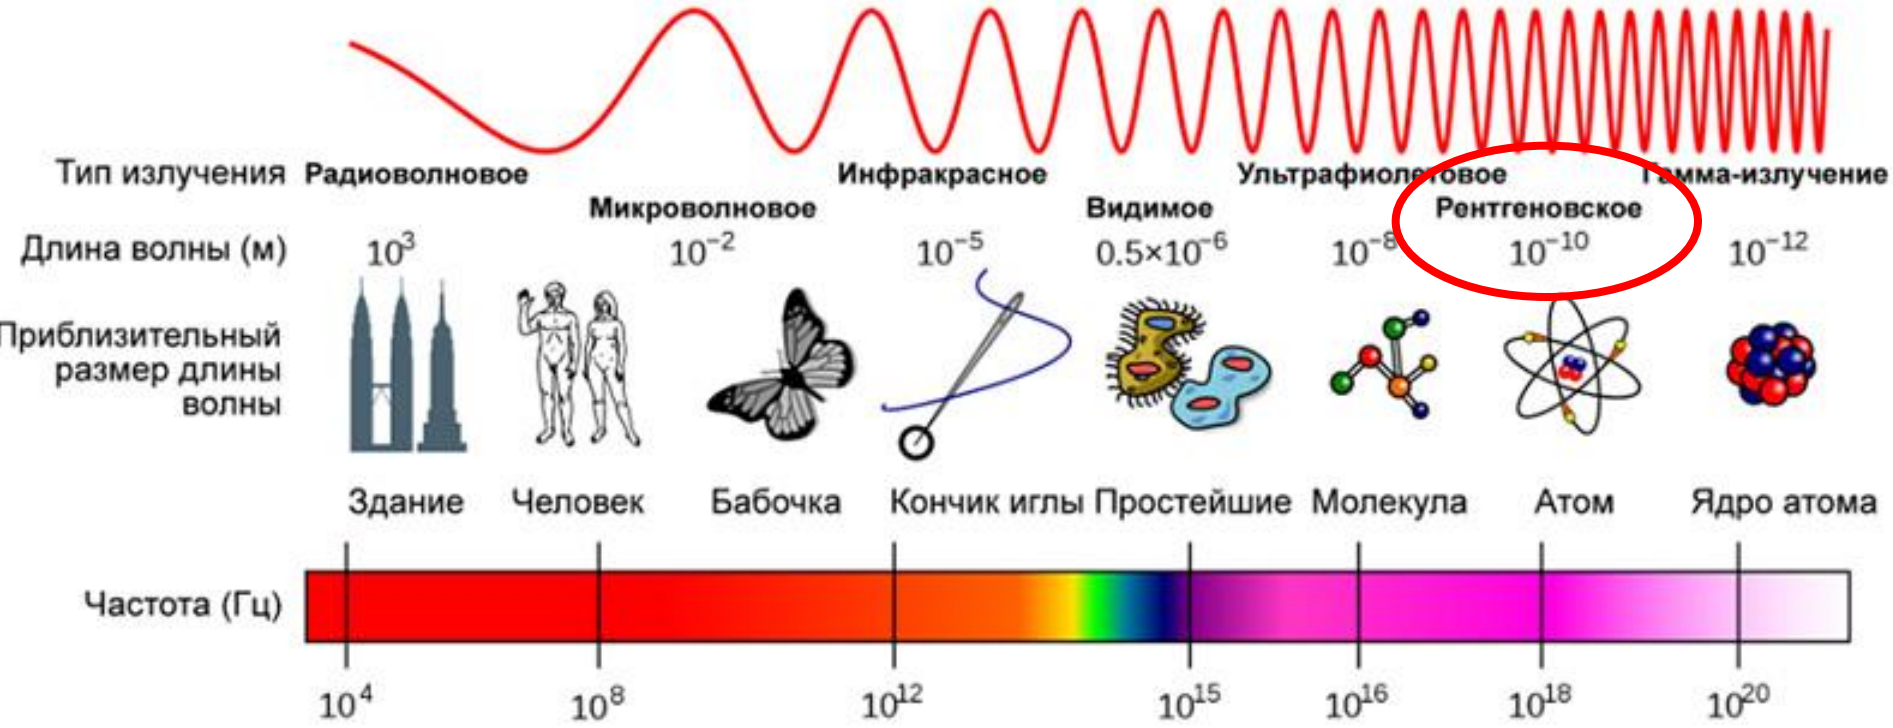 Тип излучения Радиоволновое Инфракрасное Ультрафиолетовое Гамма-излучение
Микроволновое Видимое Рентгеновское
Длина волны (м) 10³ 10⁻² 10⁻⁵ 0.5×10⁻⁶ 10⁻⁸ 10⁻¹⁰ 10⁻¹²
Приблизительный
размер длины
волны
Здание Человек Бабочка Кончик иглы Простейшие Молекула Атом Ядро атома
Частота (Гц)
10⁴ 10⁸ 10¹² 10¹⁵ 10¹⁶ 10¹⁸ 10²⁰